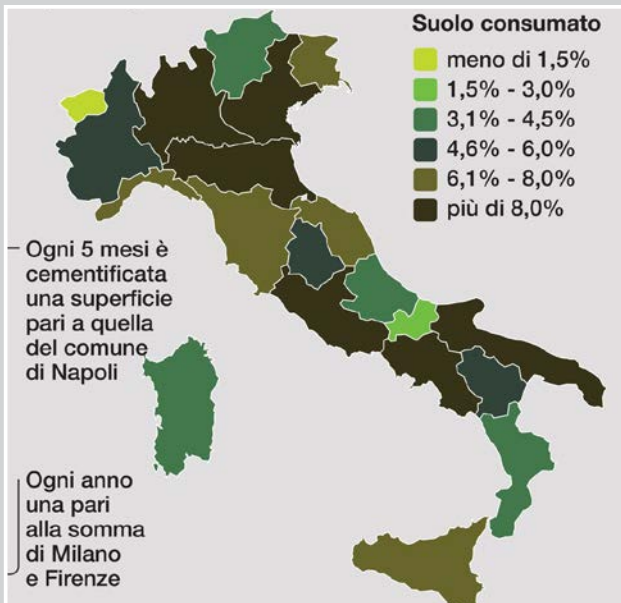 Suolo consumato
meno di 1,5%
1,5% - 3,0%
3,1% - 4,5%
4,6% - 6,0%
6,1% - 8,0%
più di 8,0%
Ogni 5 mesi è
cementificata
una superficie
pari a quella
del comune
di Napoli
Ogni anno
una pari
alla somma
di Milano
e Firenze